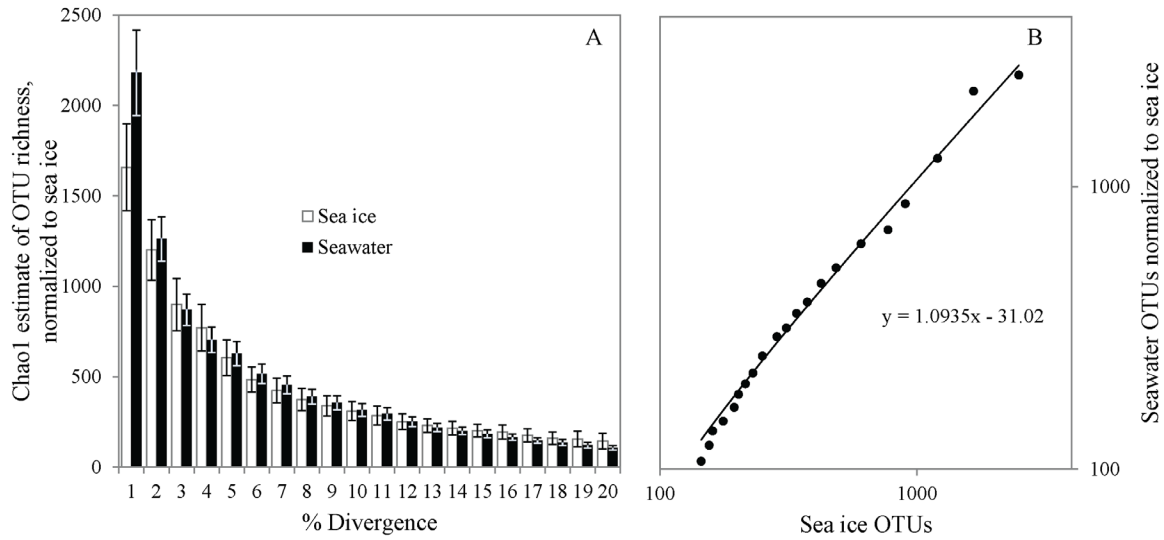 Chao1 estimate of OTU richness,
normalized to sea ice
2500
2000
1500
1000
500
0
A
Sea ice
Seawater
1 2 3 4 5 6 7 8 9 10 11 12 13 14 15 16 17 18 19 20
% Divergence
B
y = 1.0935x - 31.02
1000
100
100 1000
Sea ice OTUs
Seawater OTUs normalized to sea ice